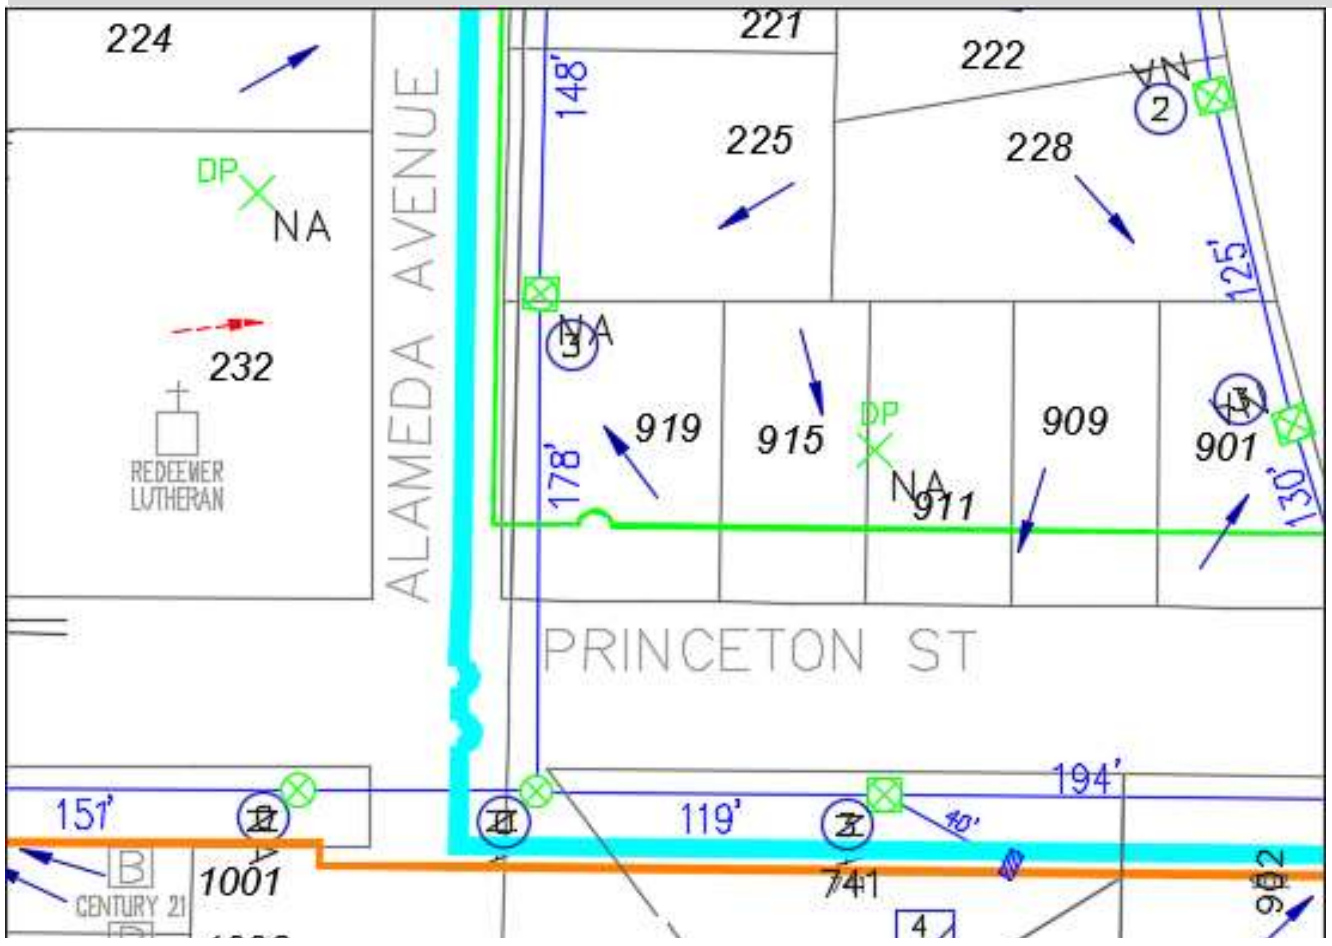 224
221
222
NA
2
148'
225
228
DP
NA
125'
ALAMEDA AVENUE
NA
3
232
REDEEMER
LUTHERAN
919
915
DP
NA
911
909
901
178'
130'
PRINCETON ST
194'
151'
119'
40'
1001
CENTURY 21
B
741
4